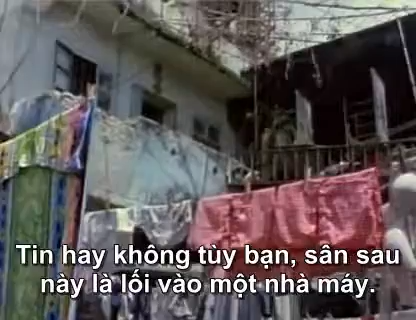 Tin hay không tùy bạn, sân sau
này là lối vào một nhà máy.